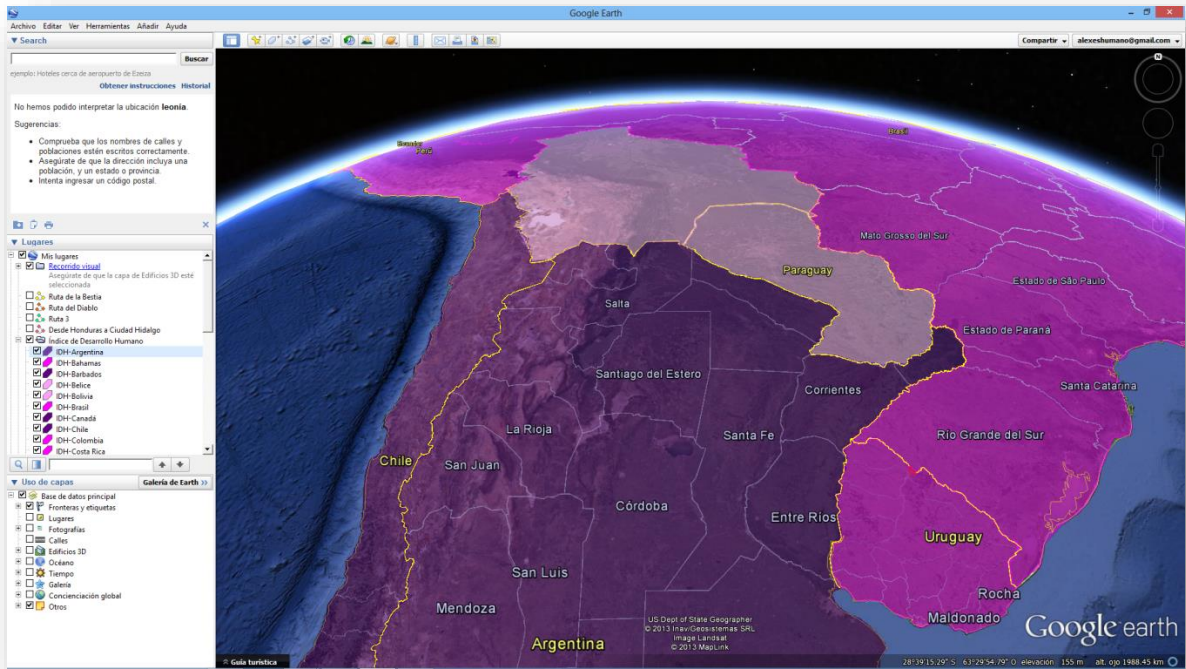 Google Earth
Archivo Editar Ver Herramientas Añadir Ayuda
Search
Buscar
ejemplo: Hoteles cerca de aeropuerto de Ezeiza
Obtener instrucciones Historial
No hemos podido interpretar la ubicación leonia.
Sugerencias:
Comprueba que los nombres de calles y
poblaciones estén escritos correctamente.
Asegúrate de que la dirección incluya una
población, y un estado o provincia.
Intenta ingresar un código postal.
Lugares
Mis lugares
Recorrido visual
Asegúrate de que la capa de Edificios 3D esté
seleccionada
Ruta de la Bestia
Ruta del Diablo
Ruta 3
Desde Honduras a Ciudad Hidalgo
Índice de Desarrollo Humano
IDH-Argentina
IDH-Bahamas
IDH-Barbados
IDH-Belice
IDH-Bolivia
IDH-Brasil
IDH-Canadá
IDH-Chile
IDH-Colombia
IDH-Costa Rica
Uso de capas
Galería de Earth >>
Base de datos principal
Fronteras y etiquetas
Lugares
Fotografías
Calles
Edificios 3D
Océano
Tiempo
Galería
Concienciación global
Otros
Compartir
alexeshumano@gmail.com
N
Ecuador
Perú
Brasil
Mato Grosso del Sur
Paraguay
Estado de São Paulo
Salta
Estado de Paraná
Santiago del Estero
Corrientes
Santa Catarina
La Rioja
Santa Fe
Río Grande del Sur
Chile
San Juan
Córdoba
Entre Ríos
Uruguay
San Luis
Rocha
Mendoza
Maldonado
Argentina
US Dept of State Geographer
© 2013 Inav/Geosistemas SRL
Image Landsat
© 2013 MapLink
Google earth
Guía turística
28°39'15.29" S 63°29'54.79" O elevación 155 m alt. ojo 1988.45 km